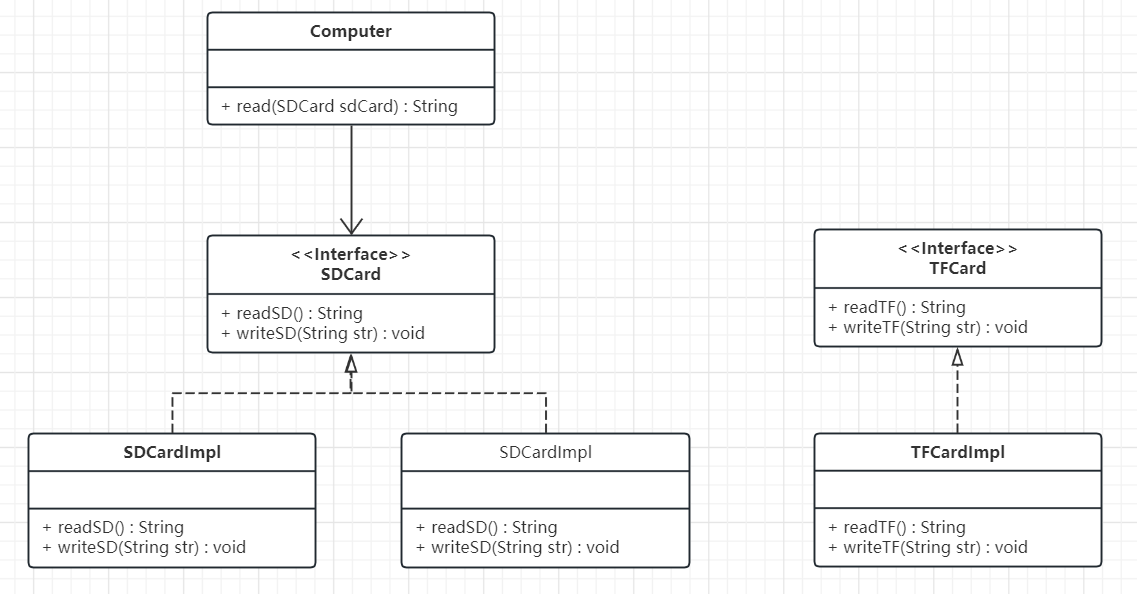 Computer
+ read(SDCard sdCard) : String
<<Interface>>
SDCard
+ readSD() : String
+ writeSD(String str) : void
<<Interface>>
TFCard
+ readTF() : String
+ writeTF(String str) : void
SDCardImpl
+ readSD() : String
+ writeSD(String str) : void
SDCardImpl
+ readSD() : String
+ writeSD(String str) : void
TFCardImpl
+ readTF() : String
+ writeTF(String str) : void